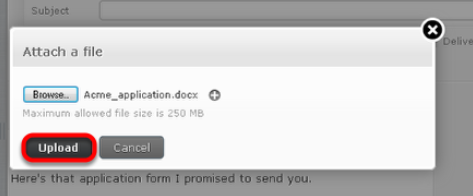 Subject
Attach a file
Delive
Browse.. Acme_application.docx
Maximum allowed file size is 250 MB
Upload Cancel
Here's that application form I promised to send you.